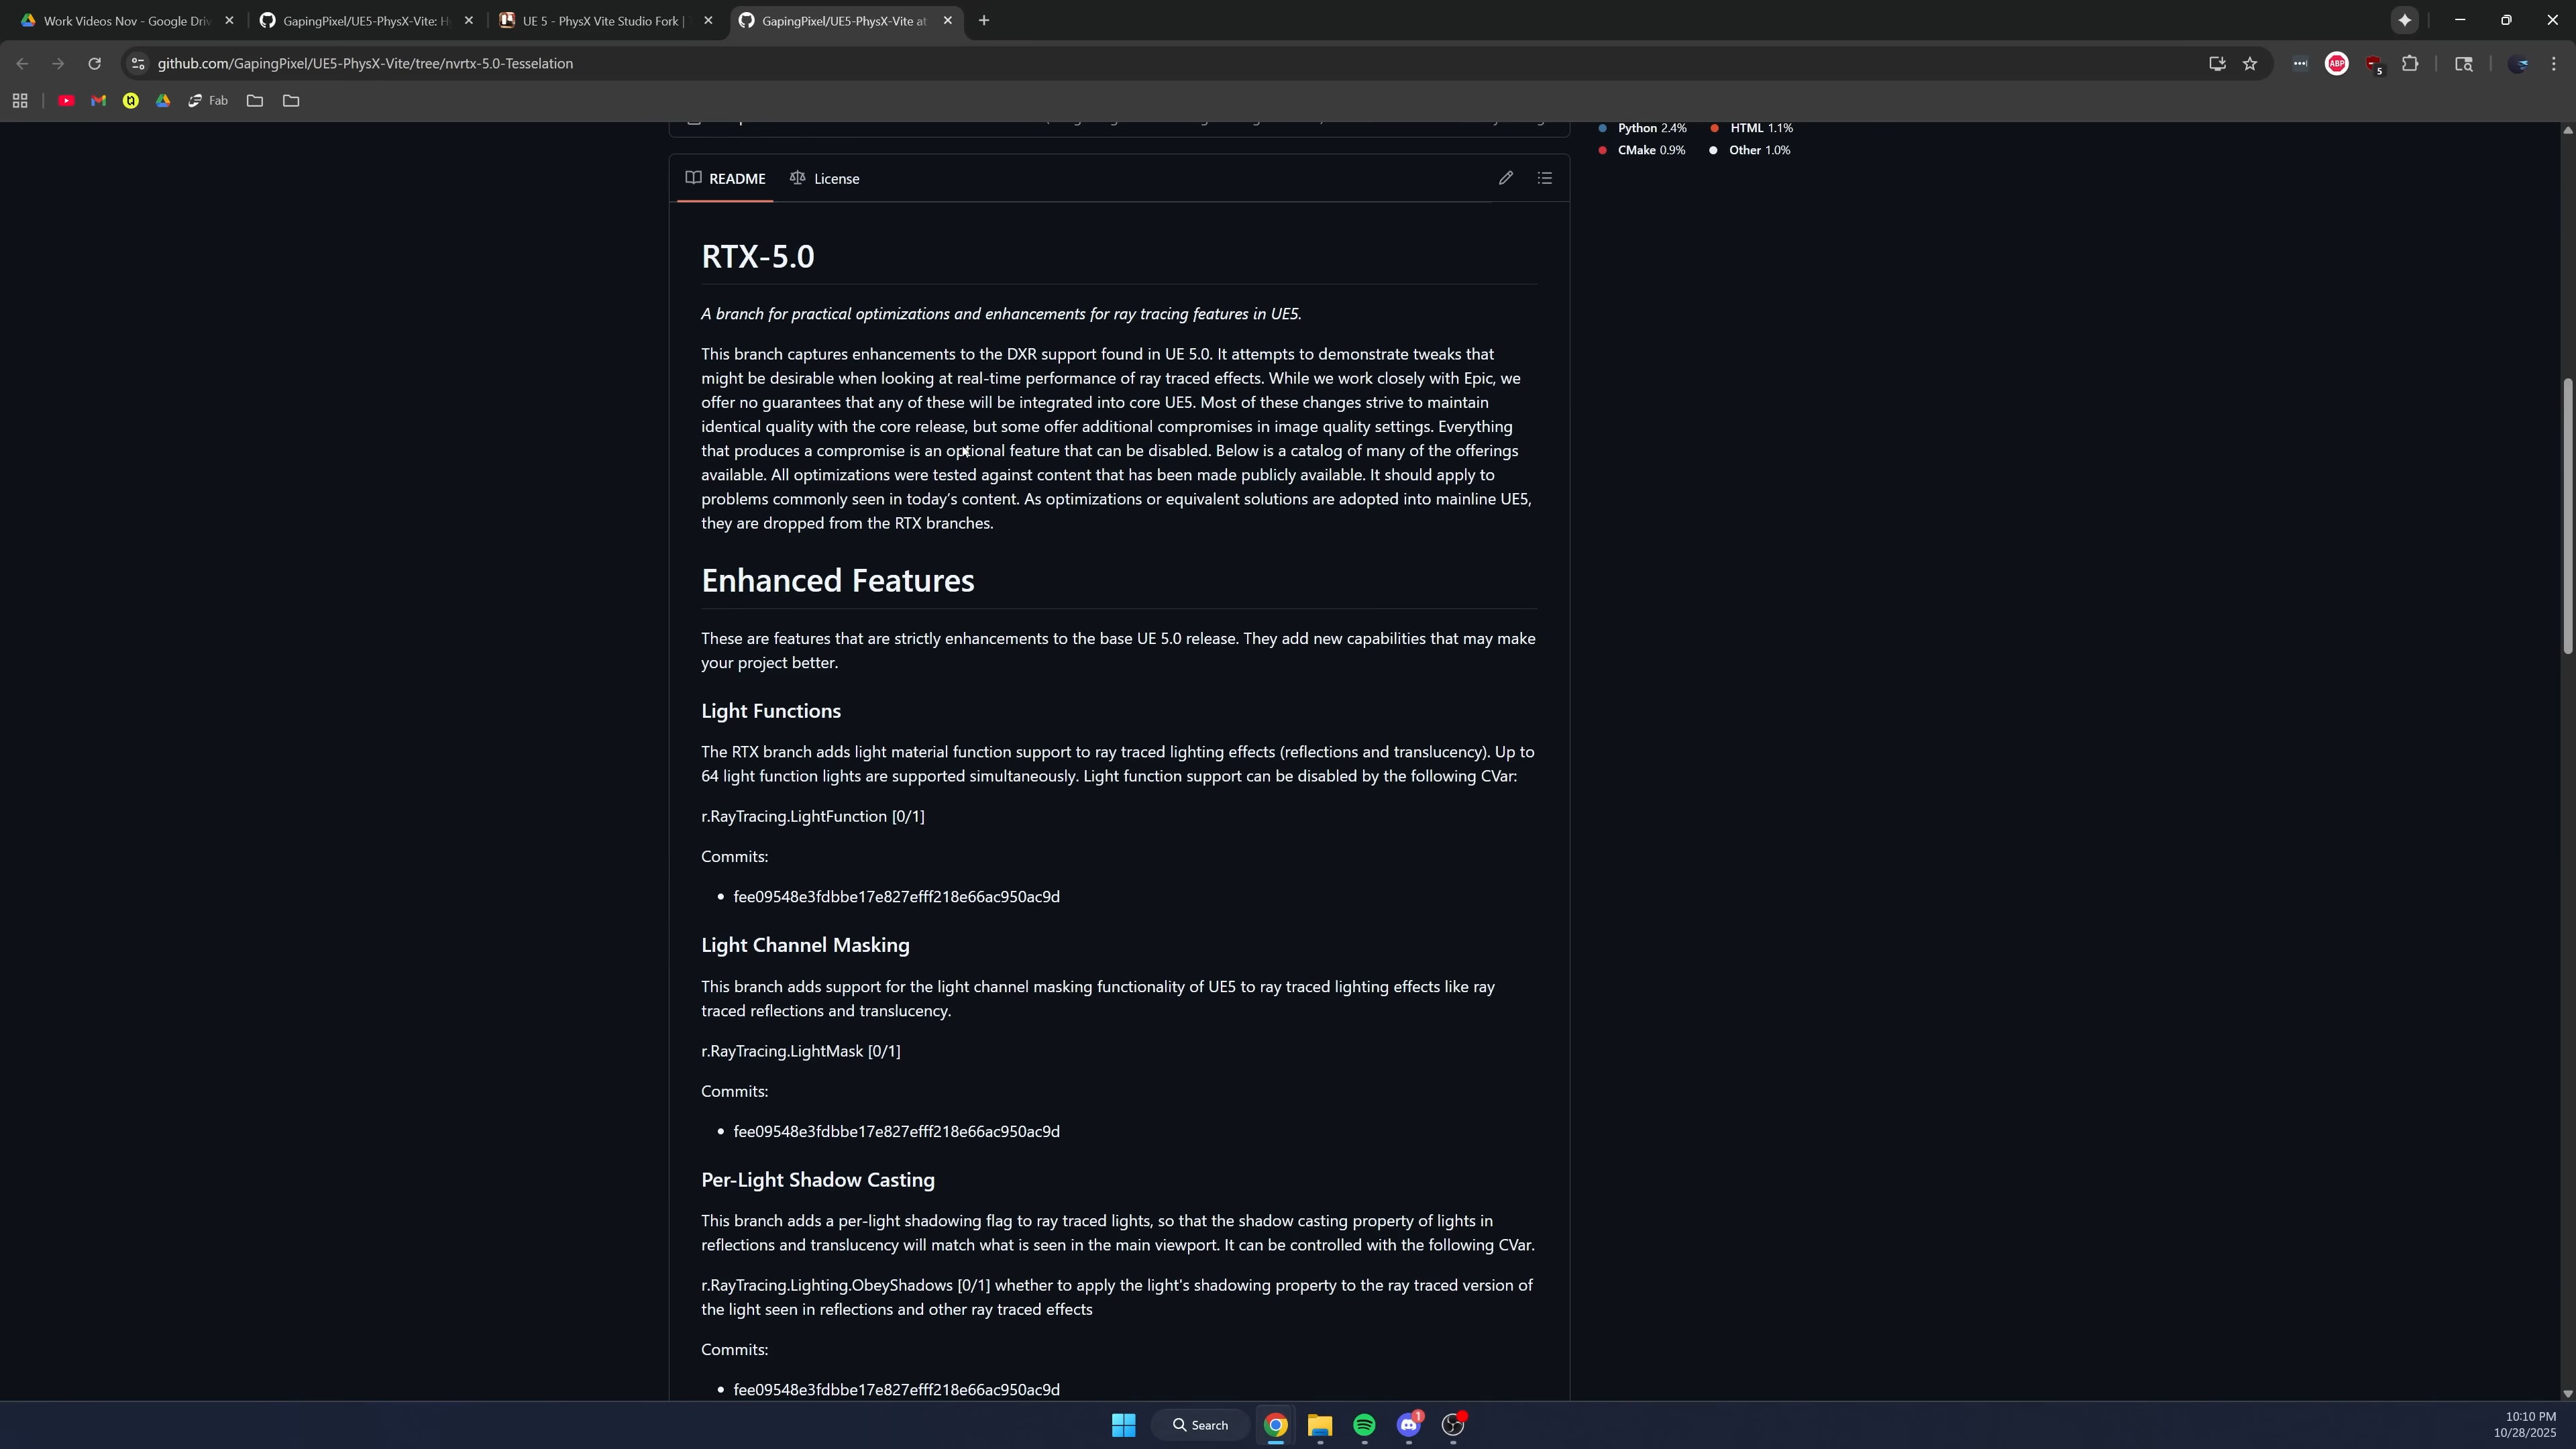 Work Videos Nov - Google Driv
GapingPixel/UE5-PhysX-Vite: H
UE 5 - PhysX Vite Studio Fork |
GapingPixel/UE5-PhysX-Vite at
github.com/GapingPixel/UE5-PhysX-Vite/tree/nvrtx-5.0-Tesselation
ABP
5
Fab
Python 2.4%
HTML 1.1%
CMake 0.9%
Other 1.0%
README
License
RTX-5.0
A branch for practical optimizations and enhancements for ray tracing features in UE5.
This branch captures enhancements to the DXR support found in UE 5.0. It attempts to demonstrate tweaks that
might be desirable when looking at real-time performance of ray traced effects. While we work closely with Epic, we
offer no guarantees that any of these will be integrated into core UE5. Most of these changes strive to maintain
identical quality with the core release, but some offer additional compromises in image quality settings. Everything
that produces a compromise is an optional feature that can be disabled. Below is a catalog of many of the offerings
available. All optimizations were tested against content that has been made publicly available. It should apply to
problems commonly seen in today's content. As optimizations or equivalent solutions are adopted into mainline UE5,
they are dropped from the RTX branches.
Enhanced Features
These are features that are strictly enhancements to the base UE 5.0 release. They add new capabilities that may make
your project better.
Light Functions
The RTX branch adds light material function support to ray traced lighting effects (reflections and translucency). Up to
64 light function lights are supported simultaneously. Light function support can be disabled by the following CVar:
r.RayTracing.LightFunction [0/1]
Commits:
• fee09548e3fdbbe17e827efff218e66ac950ac9d
Light Channel Masking
This branch adds support for the light channel masking functionality of UE5 to ray traced lighting effects like ray
traced reflections and translucency.
r.RayTracing.LightMask [0/1]
Commits:
• fee09548e3fdbbe17e827efff218e66ac950ac9d
Per-Light Shadow Casting
This branch adds a per-light shadowing flag to ray traced lights, so that the shadow casting property of lights in
reflections and translucency will match what is seen in the main viewport. It can be controlled with the following CVar.
r.RayTracing.Lighting.ObeyShadows [0/1] whether to apply the light's shadowing property to the ray traced version of
the light seen in reflections and other ray traced effects
Commits:
• fee09548e3fdbbe17e827efff218e66ac950ac9d
Search
1
10:10 PM
10/28/2025